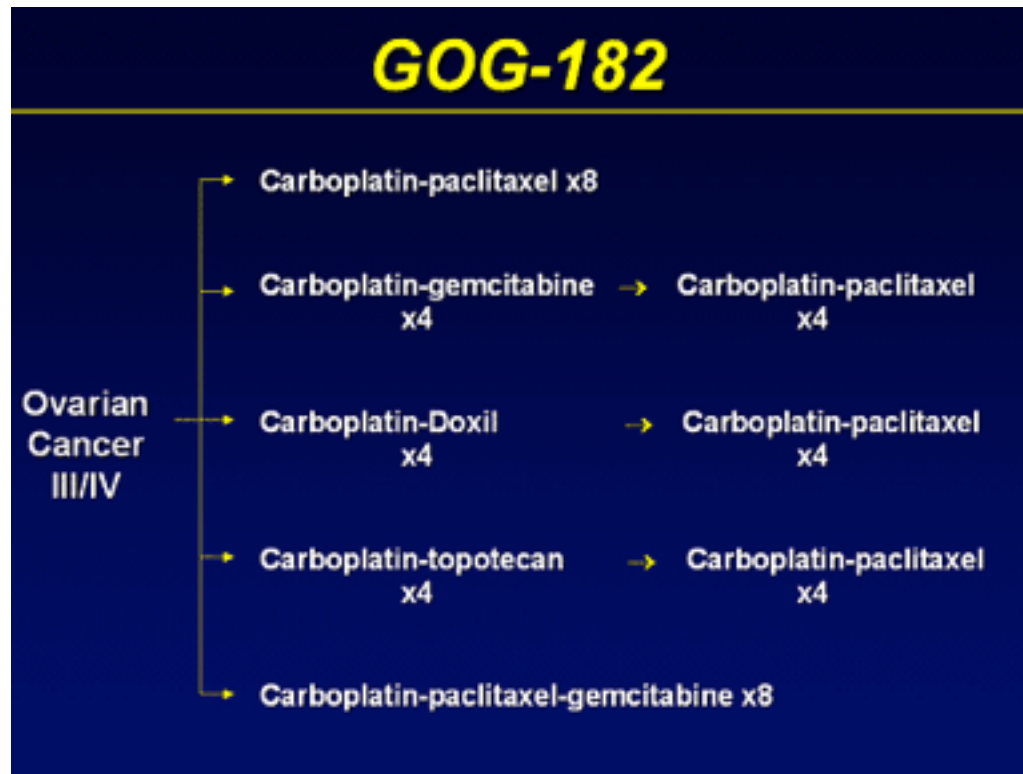 GOG-182
Carboplatin-paclitaxel x8
Carboplatin-gemcitabine → Carboplatin-paclitaxel
x4 x4
Ovarian
Cancer
III/IV
Carboplatin-Doxil → Carboplatin-paclitaxel
x4 x4
Carboplatin-topotecan → Carboplatin-paclitaxel
x4 x4
Carboplatin-paclitaxel-gemcitabine x8